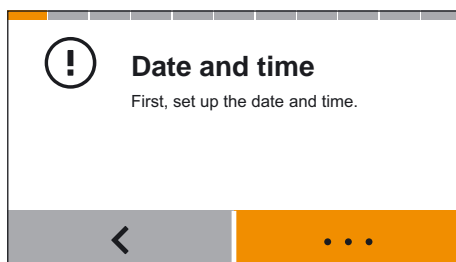 Date and time
First, set up the date and time.